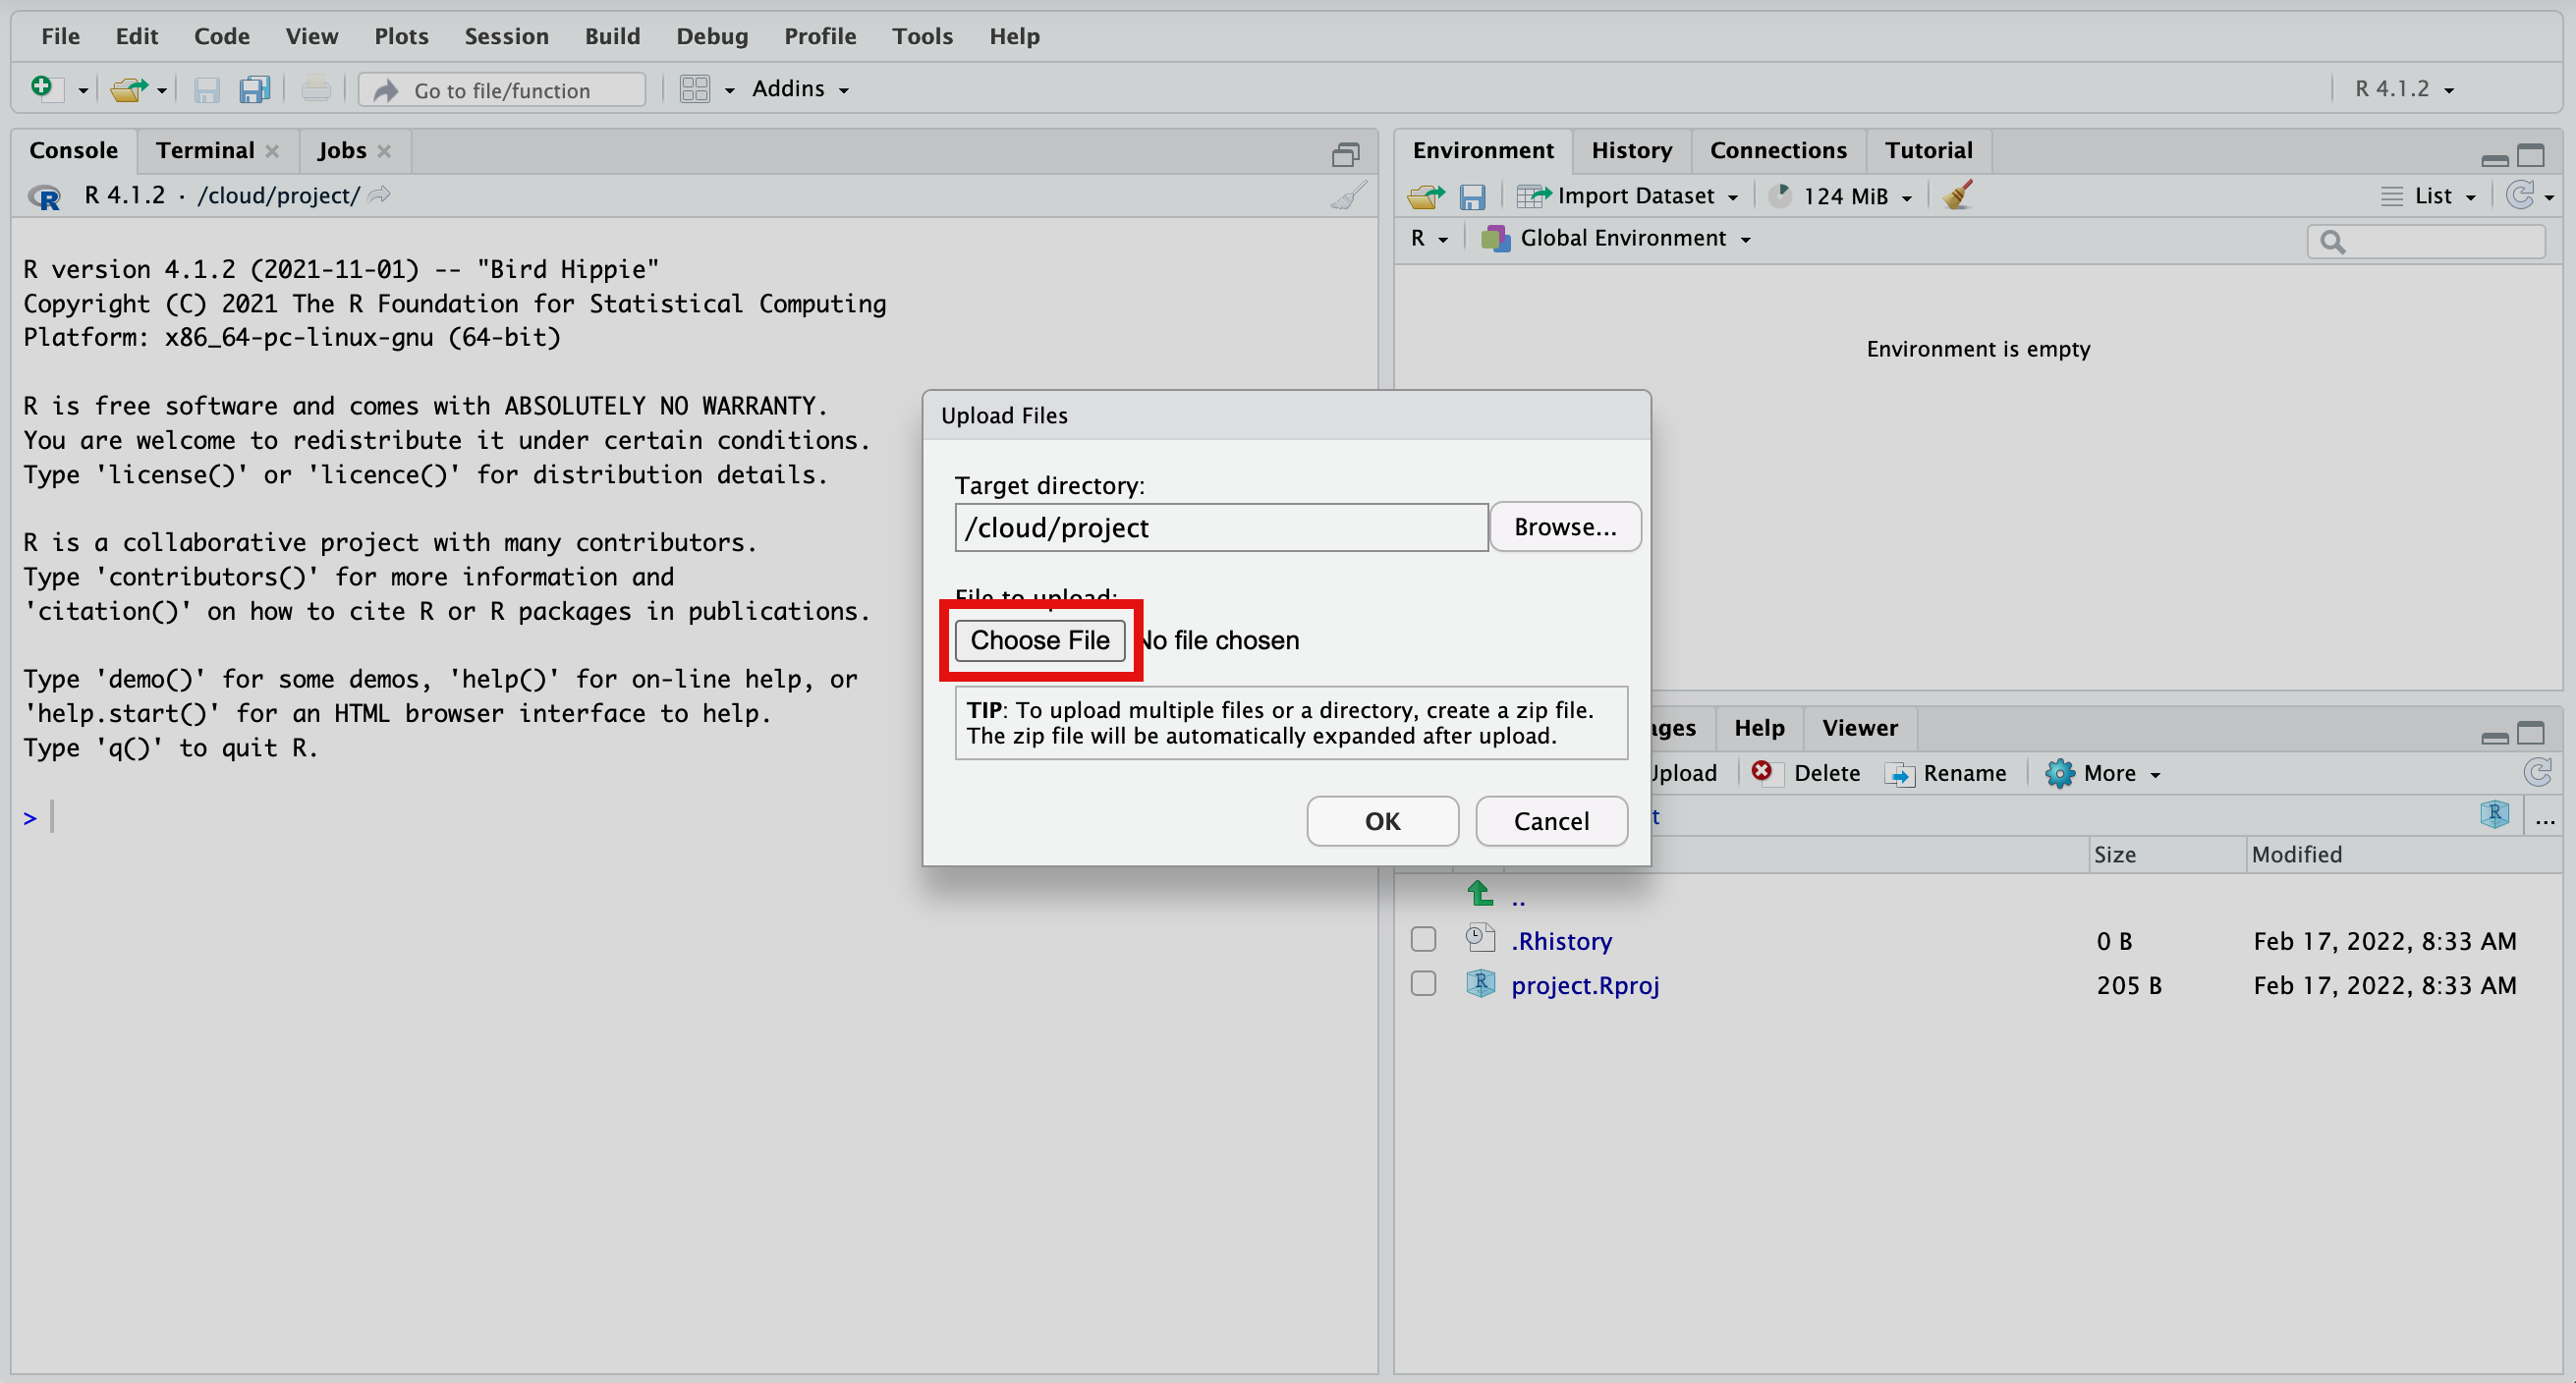 File Edit Code View Plots Session Build Debug Profile Tools Help
Go to file/function Addins R 4.1.2
Console Terminal Jobs
R 4.1.2 · /cloud/project/
R version 4.1.2 (2021-11-01) -- "Bird Hippie"
Copyright (C) 2021 The R Foundation for Statistical Computing
Platform: x86_64-pc-linux-gnu (64-bit)
R is free software and comes with ABSOLUTELY NO WARRANTY.
You are welcome to redistribute it under certain conditions.
Type 'license()' or 'licence()' for distribution details.
R is a collaborative project with many contributors.
Type 'contributors()' for more information and
'citation()' on how to cite R or R packages in publications.
Type 'demo()' for some demos, 'help()' for on-line help, or
'help.start()' for an HTML browser interface to help.
Type 'q()' to quit R.
>
Upload Files
Target directory:
/cloud/project Browse...
File to upload:
Choose File No file chosen
TIP: To upload multiple files or a directory, create a zip file.
The zip file will be automatically expanded after upload.
OK Cancel
Environment History Connections Tutorial
Import Dataset 124 MiB List
R Global Environment
Environment is empty
ages Help Viewer
Upload Delete Rename More
t R ...
Size Modified
..
.Rhistory 0 B Feb 17, 2022, 8:33 AM
project.Rproj 205 B Feb 17, 2022, 8:33 AM